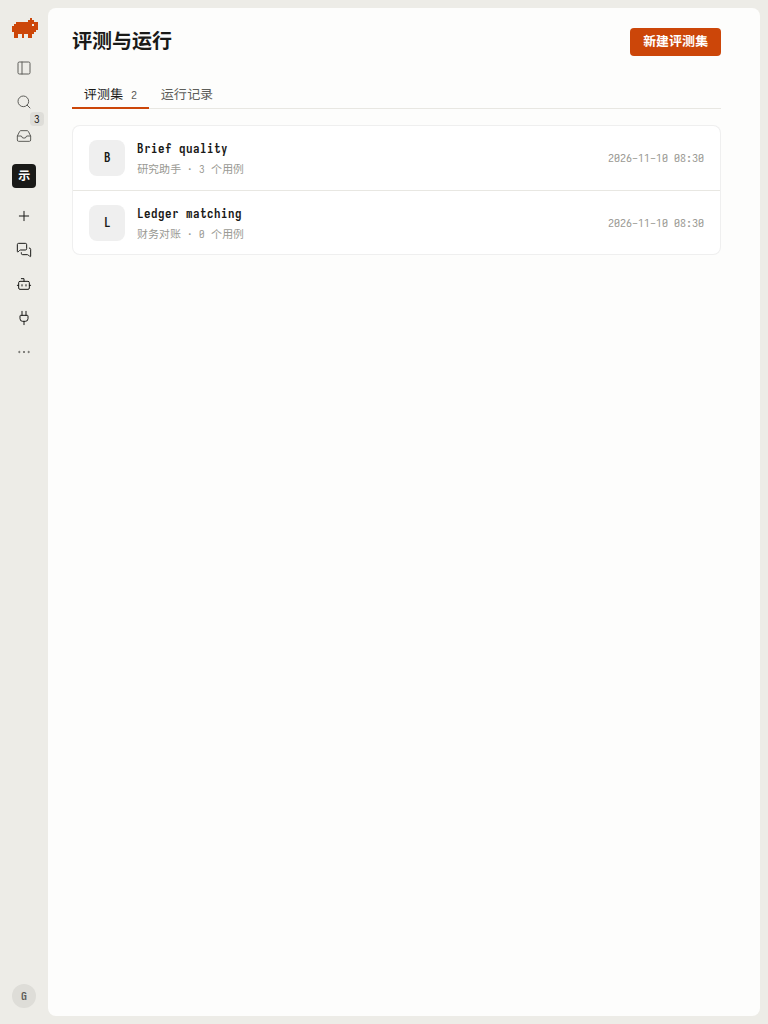 评测与运行
新建评测集
评测集 2
运行记录
3
示
B
Brief quality
研究助手 · 3 个用例
2026-11-10 08:30
L
Ledger matching
财务对账 · 0 个用例
2026-11-10 08:30
G